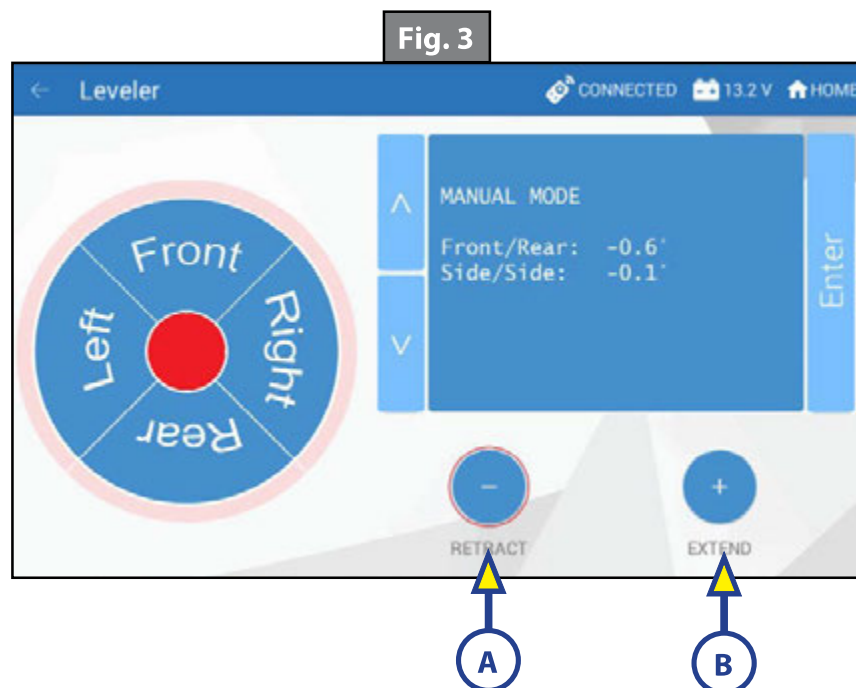 Fig. 3
← Leveler CONNECTED 13.2 V HOME
Front
Left
Right
Rear
MANUAL MODE
Front/Rear: -0.6°
Side/Side: -0.1°
Enter
−
+
RETRACT
EXTEND
A
B